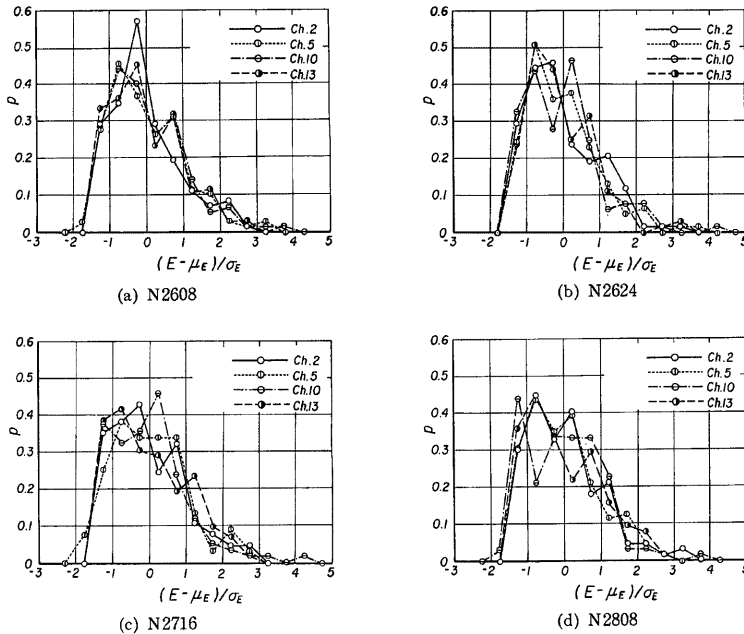 0.6
0.5
0.4
0.3
0.2
0.1
0
p
Ch.2
Ch.5
Ch.10
Ch.13
-3 -2 -1 0 1 2 3 4 5
(E-μE)/σE
(a) N2608
0.6
0.5
0.4
0.3
0.2
0.1
0
p
Ch.2
Ch.5
Ch.10
Ch.13
-3 -2 -1 0 1 2 3 4 5
(E-μE)/σE
(b) N2624
0.6
0.5
0.4
0.3
0.2
0.1
0
p
Ch.2
Ch.5
Ch.10
Ch.13
-3 -2 -1 0 1 2 3 4 5
(E-μE)/σE
(c) N2716
0.6
0.5
0.4
0.3
0.2
0.1
0
p
Ch.2
Ch.5
Ch.10
Ch.13
-3 -2 -1 0 1 2 3 4 5
(E-μE)/σE
(d) N2808